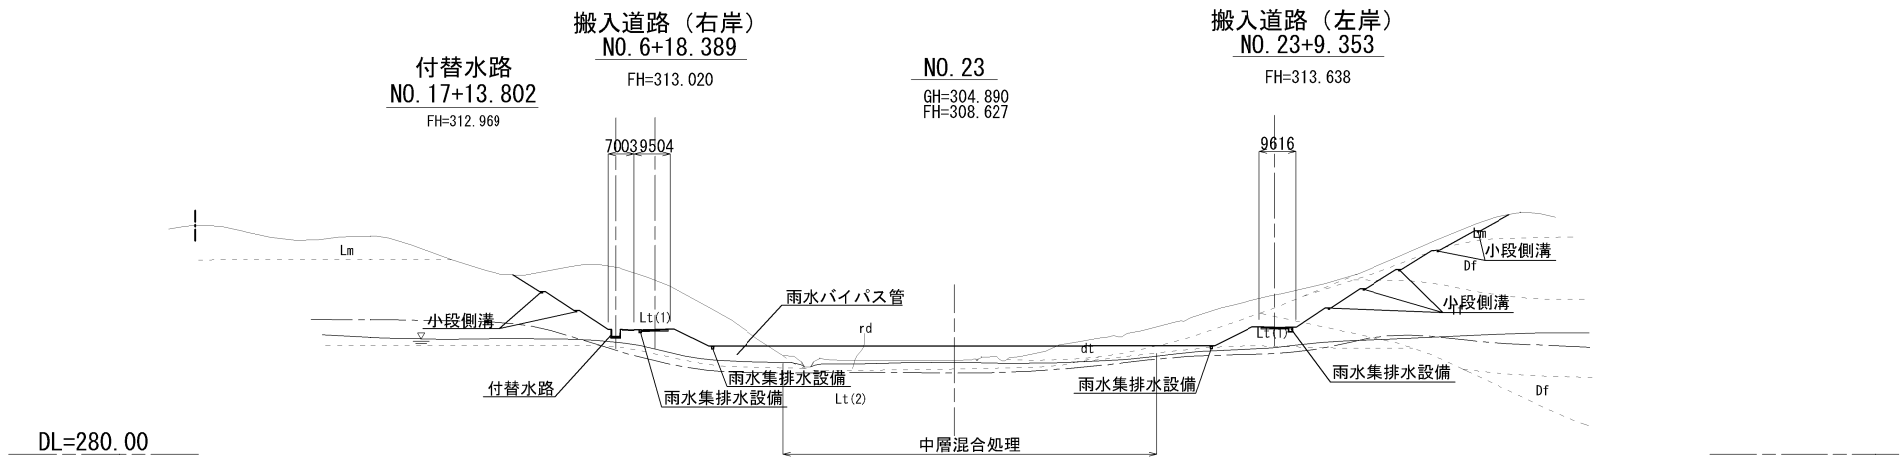 搬入道路（右岸）
NO.6+18.389
FH=313.020
搬入道路（左岸）
NO.23+9.353
FH=313.638
付替水路
NO.17+13.802
FH=312.969
NO.23
GH=304.890
FH=308.627
7003
9504
9616
Lm
Lm
小段側溝
Df
雨水バイパス管
小段側溝
小段側溝
Lt(1)
rd
Lt(1)
dt
雨水集排水設備
雨水集排水設備
雨水集排水設備
雨水集排水設備
付替水路
Lt(2)
Df
中層混合処理
DL=280.00